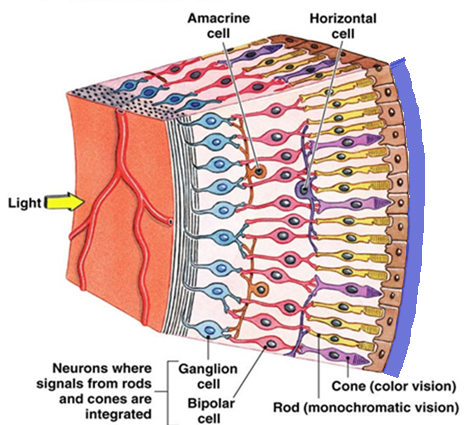 Amacrine
cell
Horizontal
cell
Light
Neurons where
signals from rods
and cones are
integrated
Ganglion
cell
Bipolar
cell
Cone (color vision)
Rod (monochromatic vision)